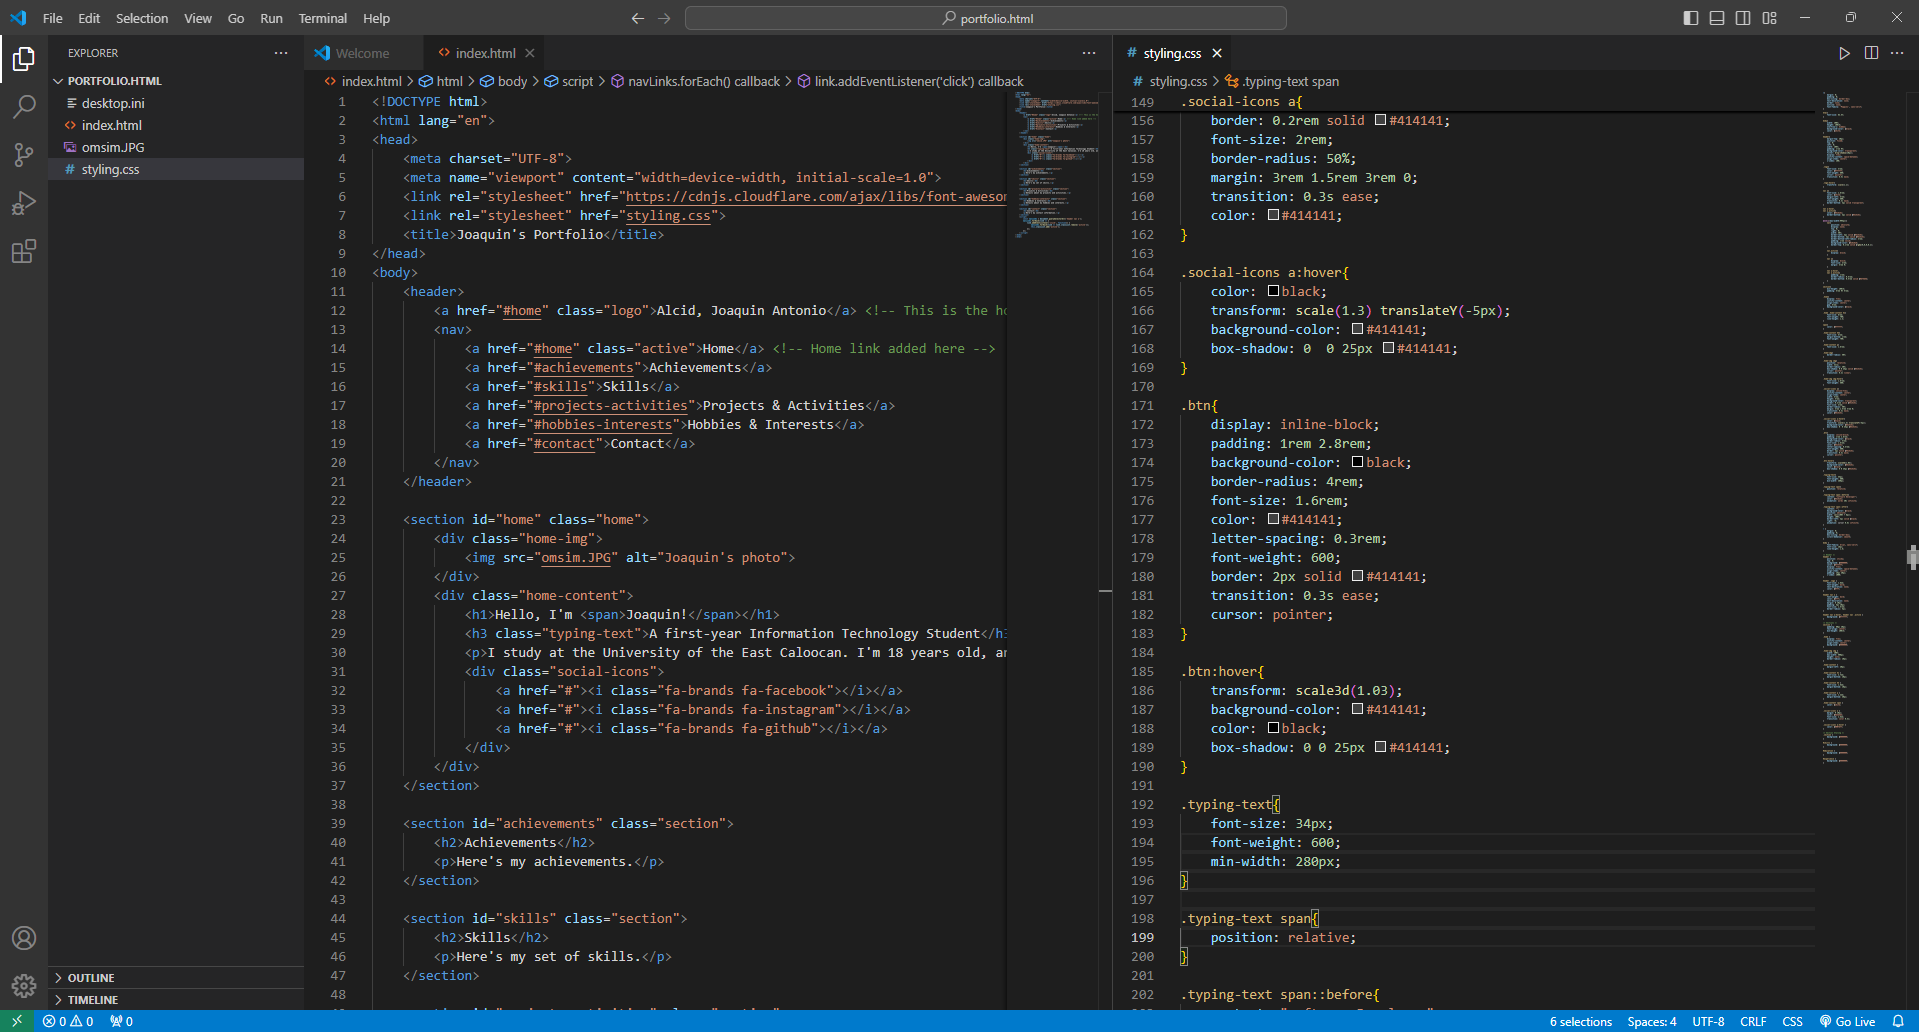 File Edit Selection View Go Run Terminal Help
portfolio.html
EXPLORER
PORTFOLIO.HTML
desktop.ini
index.html
omsim.JPG
styling.css
OUTLINE
TIMELINE
Welcome
index.html
index.html > html > body > script > navLinks.forEach() callback > link.addEventListener('click') callback
1 <!DOCTYPE html>
2 <html lang="en">
3 <head>
4 <meta charset="UTF-8">
5 <meta name="viewport" content="width=device-width, initial-scale=1.0">
6 <link rel="stylesheet" href="https://cdnjs.cloudflare.com/ajax/libs/font-aweson
7 <link rel="stylesheet" href="styling.css">
8 <title>Joaquin's Portfolio</title>
9 </head>
10 <body>
11 <header>
12 <a href="#home" class="logo">Alcid, Joaquin Antonio</a> <!-- This is the ho
13 <nav>
14 <a href="#home" class="active">Home</a> <!-- Home link added here -->
15 <a href="#achievements">Achievements</a>
16 <a href="#skills">Skills</a>
17 <a href="#projects-activities">Projects & Activities</a>
18 <a href="#hobbies-interests">Hobbies & Interests</a>
19 <a href="#contact">Contact</a>
20 </nav>
21 </header>
22
23 <section id="home" class="home">
24 <div class="home-img">
25 <img src="omsim.JPG" alt="Joaquin's photo">
26 </div>
27 <div class="home-content">
28 <h1>Hello, I'm <span>Joaquin!</span></h1>
29 <h3 class="typing-text">A first-year Information Technology Student</h3
30 <p>I study at the University of the East Caloocan. I'm 18 years old, an
31 <div class="social-icons">
32 <a href="#"><i class="fa-brands fa-facebook"></i></a>
33 <a href="#"><i class="fa-brands fa-instagram"></i></a>
34 <a href="#"><i class="fa-brands fa-github"></i></a>
35 </div>
36 </div>
37 </section>
38
39 <section id="achievements" class="section">
40 <h2>Achievements</h2>
41 <p>Here's my achievements.</p>
42 </section>
43
44 <section id="skills" class="section">
45 <h2>Skills</h2>
46 <p>Here's my set of skills.</p>
47 </section>
48
styling.css
styling.css > .typing-text span
149 .social-icons a{
156 border: 0.2rem solid #414141;
157 font-size: 2rem;
158 border-radius: 50%;
159 margin: 3rem 1.5rem 3rem 0;
160 transition: 0.3s ease;
161 color: #414141;
162 }
163
164 .social-icons a:hover{
165 color: black;
166 transform: scale(1.3) translateY(-5px);
167 background-color: #414141;
168 box-shadow: 0  0 25px #414141;
169 }
170
171 .btn{
172 display: inline-block;
173 padding: 1rem 2.8rem;
174 background-color: black;
175 border-radius: 4rem;
176 font-size: 1.6rem;
177 color: #414141;
178 letter-spacing: 0.3rem;
179 font-weight: 600;
180 border: 2px solid #414141;
181 transition: 0.3s ease;
182 cursor: pointer;
183 }
184
185 .btn:hover{
186 transform: scale3d(1.03);
187 background-color: #414141;
188 color: black;
189 box-shadow: 0 0 25px #414141;
190 }
191
192 .typing-text{
193 font-size: 34px;
194 font-weight: 600;
195 min-width: 280px;
196 }
197
198 .typing-text span{
199 position: relative;
200 }
201
202 .typing-text span::before{
0 0 0
6 selections Spaces: 4 UTF-8 CRLF CSS Go Live